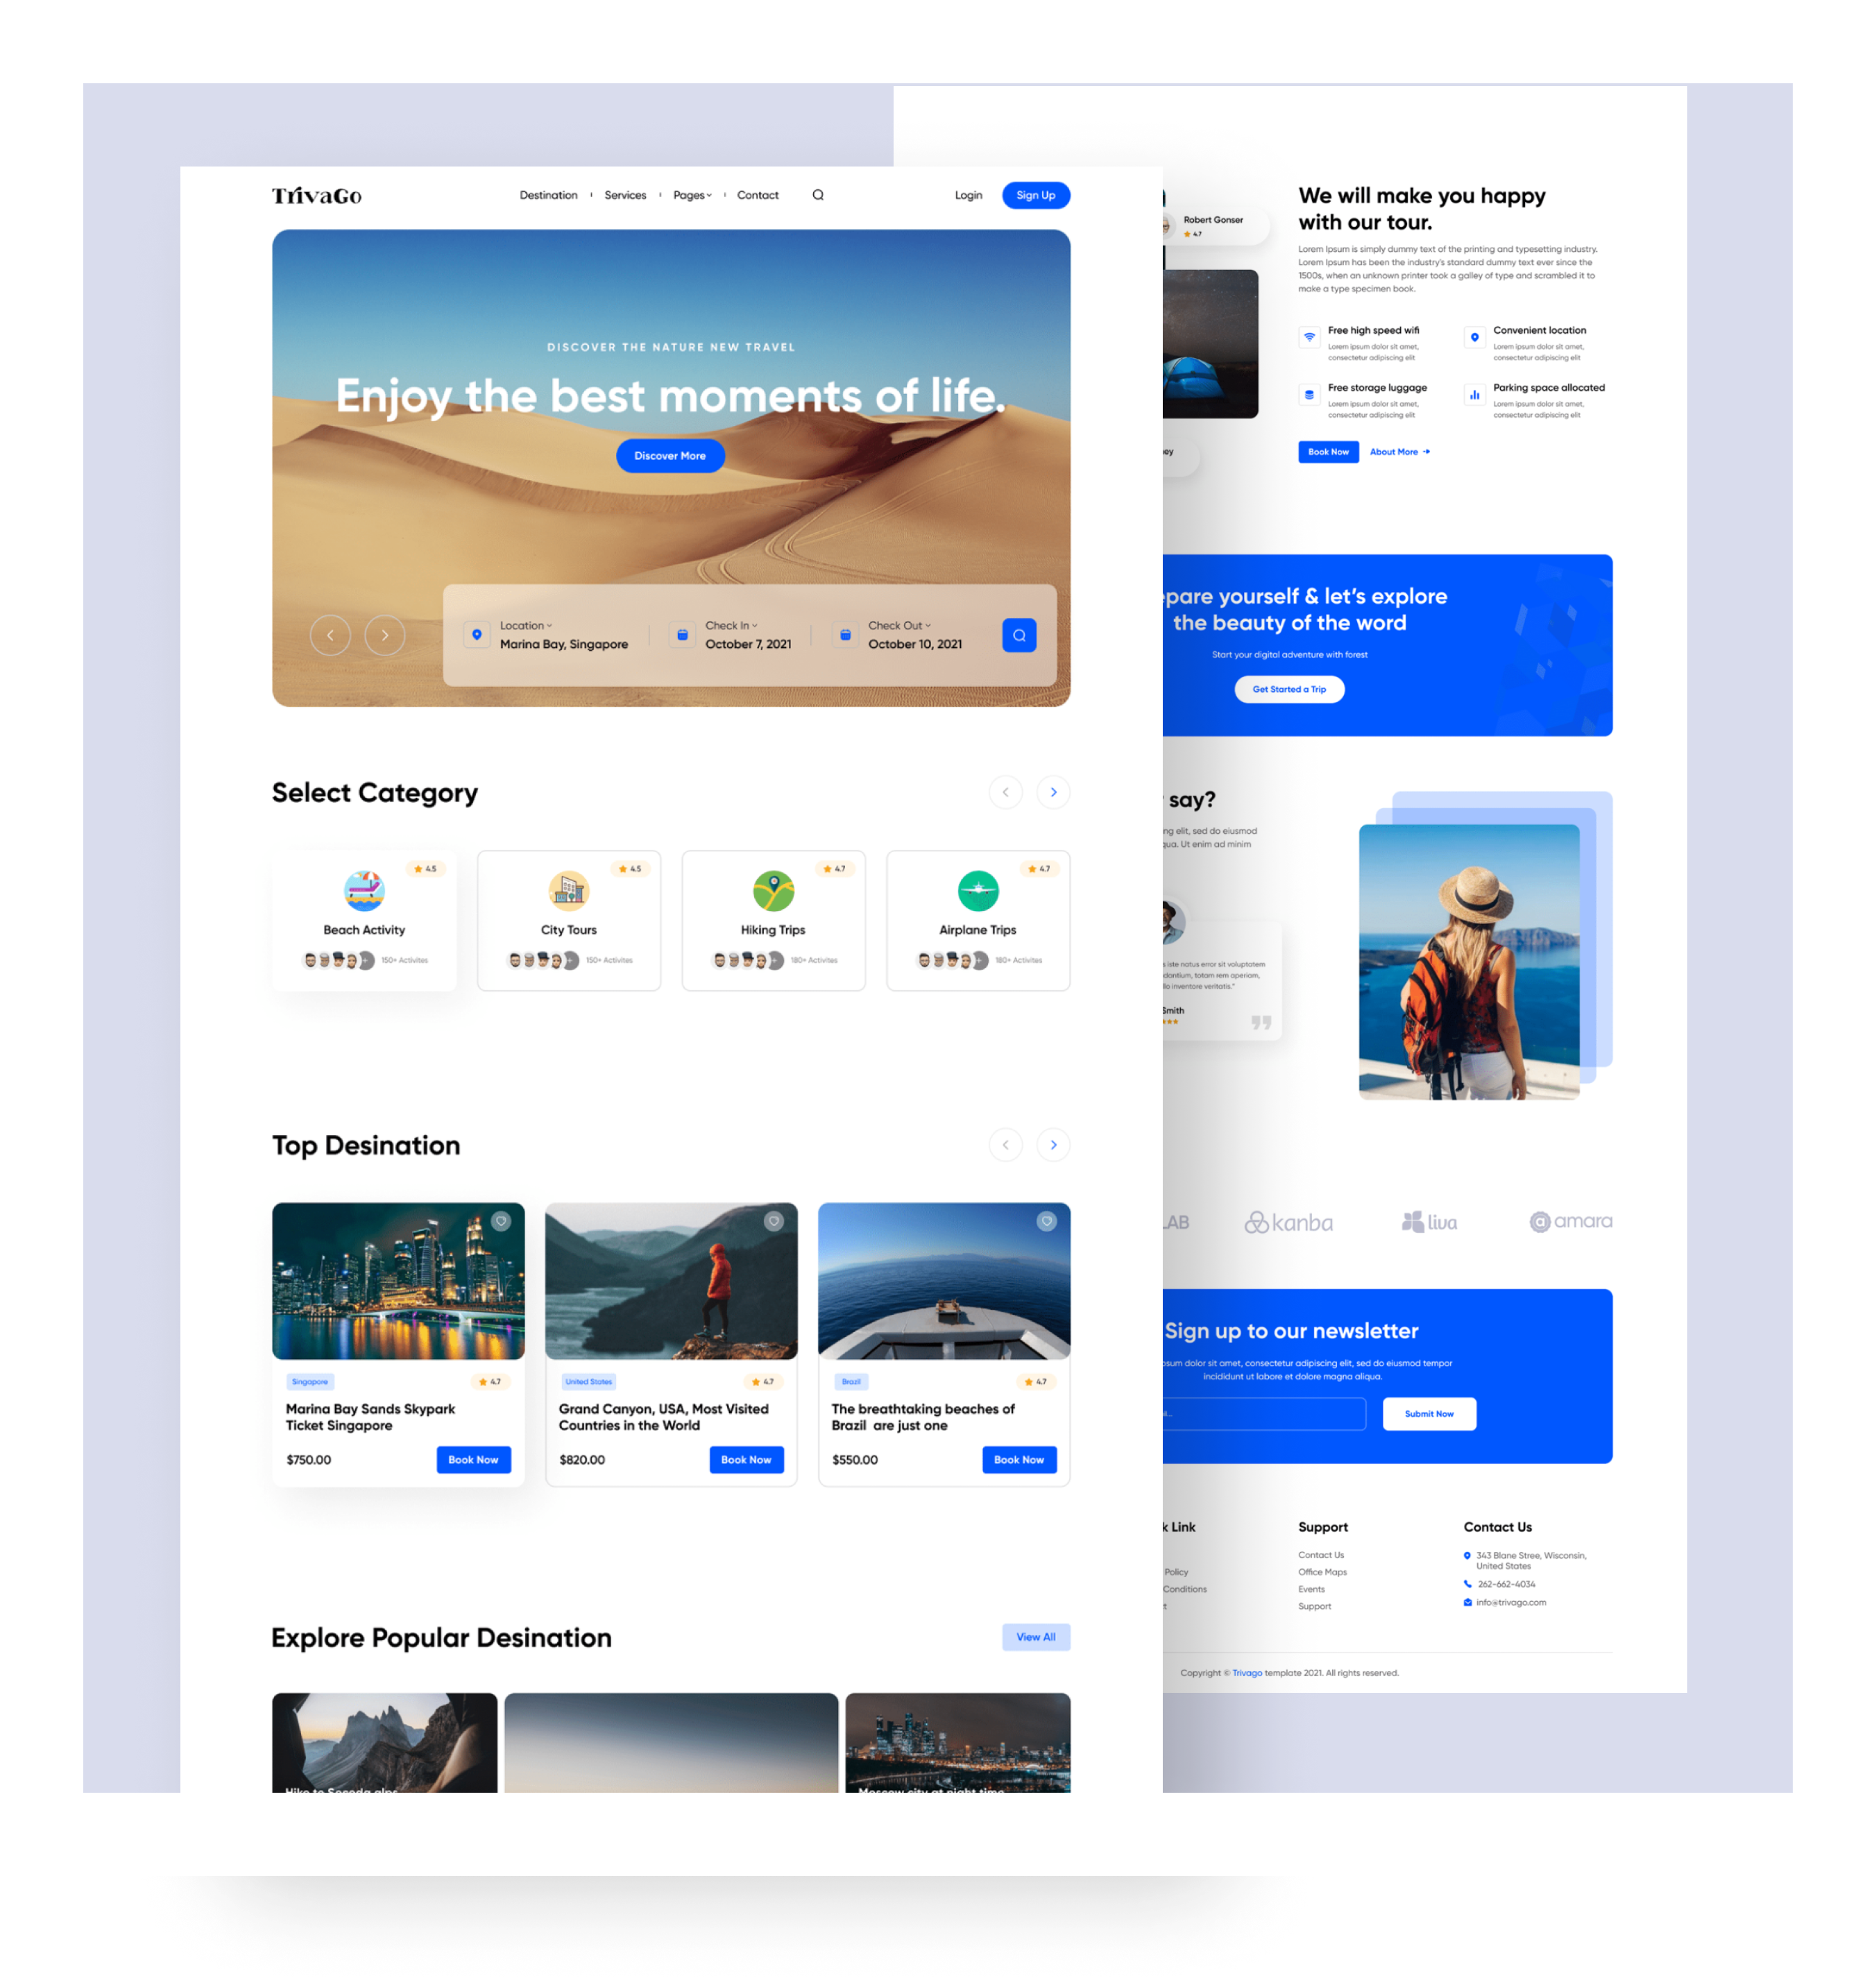 TrivaGo
Destination
Services
Pages
Contact
Login
Sign Up
DISCOVER THE NATURE NEW TRAVEL
Enjoy the best moments of life.
Discover More
Location
Marina Bay, Singapore
Check In
October 7, 2021
Check Out
October 10, 2021
Select Category
4.5
Beach Activity
150+ Activites
4.5
City Tours
150+ Activites
4.7
Hiking Trips
180+ Activites
4.7
Airplane Trips
180+ Activites
Top Desination
Singapore
4.7
Marina Bay Sands Skypark
Ticket Singapore
$750.00
Book Now
United States
4.7
Grand Canyon, USA, Most Visited
Countries in the World
$820.00
Book Now
Brazil
4.7
The breathtaking beaches of
Brazil are just one
$550.00
Book Now
Explore Popular Desination
View All
Hike to Seceda alps
Moscow city at night time
Robert Gonser
4.7
We will make you happy
with our tour.
Lorem Ipsum is simply dummy text of the printing and typesetting industry.
Lorem Ipsum has been the industry's standard dummy text ever since the
1500s, when an unknown printer took a galley of type and scrambled it to
make a type specimen book.
Free high speed wifi
Lorem ipsum dolor sit amet,
consectetur adipiscing elit
Convenient location
Lorem ipsum dolor sit amet,
consectetur adipiscing elit
Free storage luggage
Lorem ipsum dolor sit amet,
consectetur adipiscing elit
Parking space allocated
Lorem ipsum dolor sit amet,
consectetur adipiscing elit
Book Now
About More
pare yourself & let's explore
the beauty of the word
Start your digital adventure with forest
Get Started a Trip
say?
ng elit, sed do eiusmod
qua. Ut enim ad minim
iste natus error sit voluptatem
dantium, totam rem aperiam,
llo inventore veritatis."
Smith
LAB
kanba
liva
amara
Sign up to our newsletter
psum dolor sit amet, consectetur adipiscing elit, sed do eiusmod tempor
incididunt ut labore et dolore magna aliqua.
Submit Now
k Link
Policy
Conditions
Support
Contact Us
Office Maps
Events
Support
Contact Us
343 Blane Stree, Wisconsin,
United States
262-662-4034
info@trivago.com
Copyright © Trivago template 2021. All rights reserved.